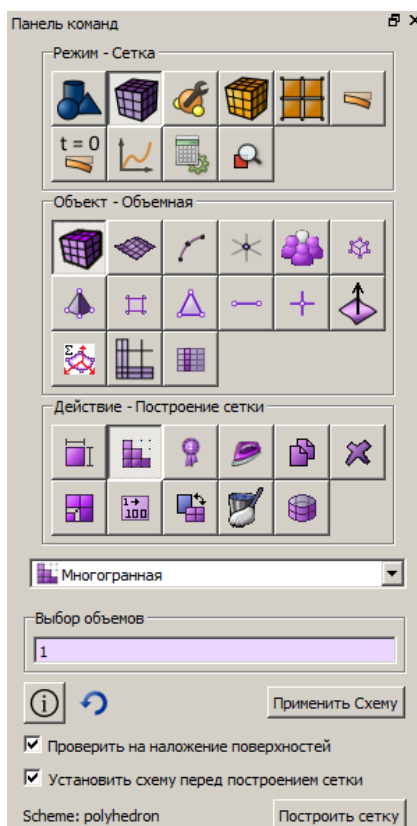 Панель команд
Режим - Сетка
t = 0
Объект - Объемная
Σ
Действие - Построение сетки
1→
100
Многогранная
Выбор объемов
1
Применить Схему
Проверить на наложение поверхностей
Установить схему перед построением сетки
Scheme: polyhedron Построить сетку